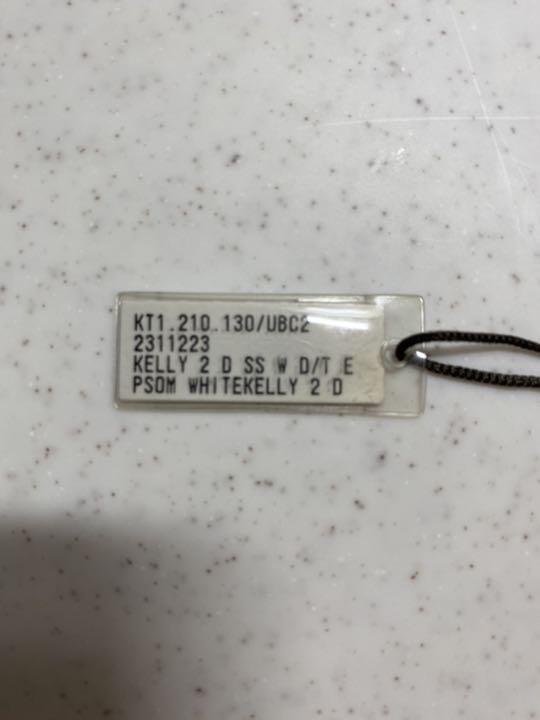 KT1.210.130/UBC2
2311223
KELLY 2 D SS W D/T E
PSOM WHITEKELLY 2 D